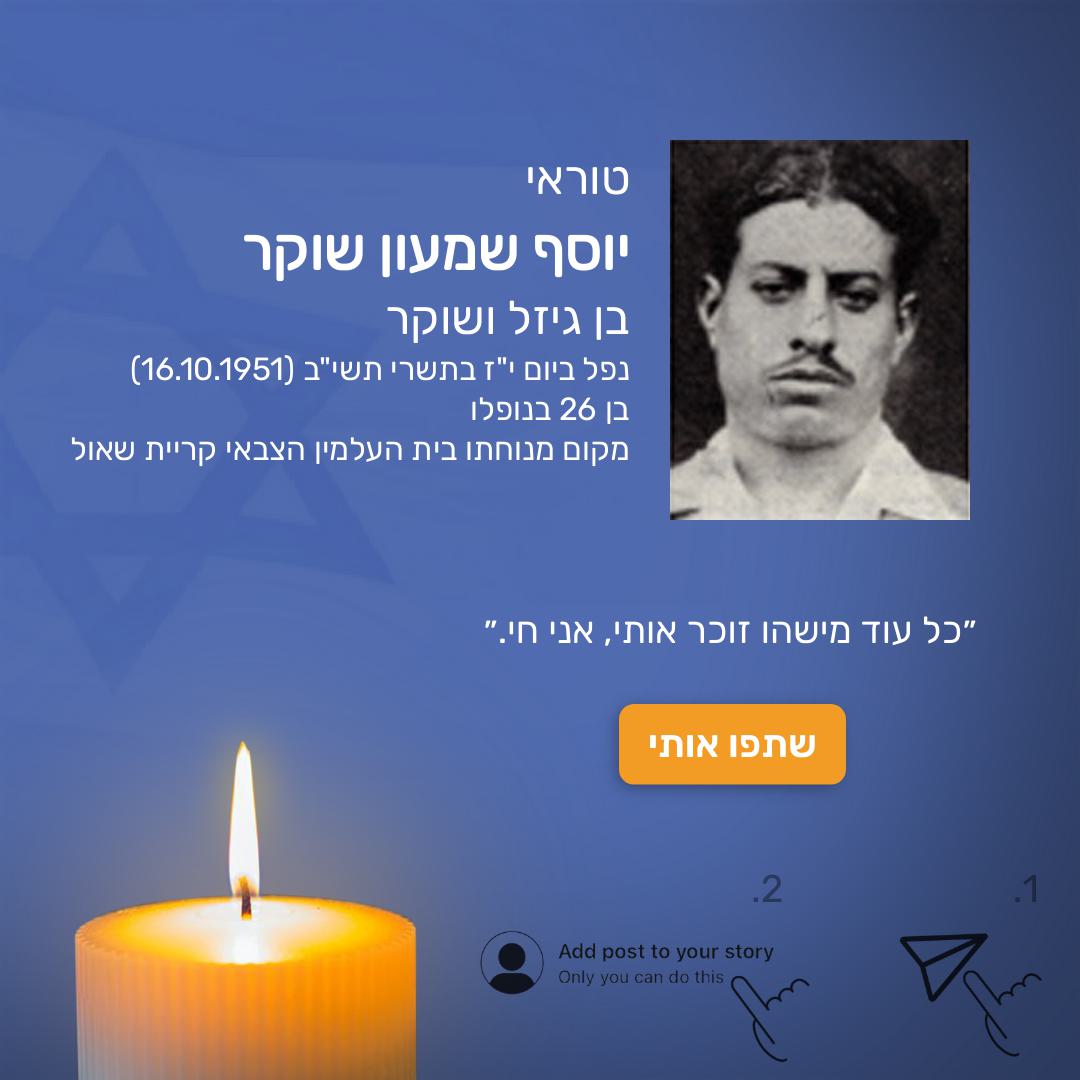 טוראי
יוסף שמעון שוקר
בן גיזל ושוקר
נפל ביום י"ז בתשרי תשי"ב (16.10.1951)
בן 26 בנופלו
מקום מנוחתו בית העלמין הצבאי קריית שאול
״כל עוד מישהו זוכר אותי, אני חי.״
שתפו אותי
.1
.2
Add post to your story
Only you can do this